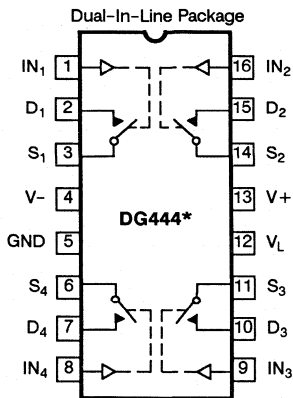 Dual-In-Line Package
IN1 1 16 IN2
D1 2 15 D2
S1 3 14 S2
V- 4 13 V+
DG444*
GND 5 12 VL
S4 6 11 S3
D4 7 10 D3
IN4 8 9 IN3